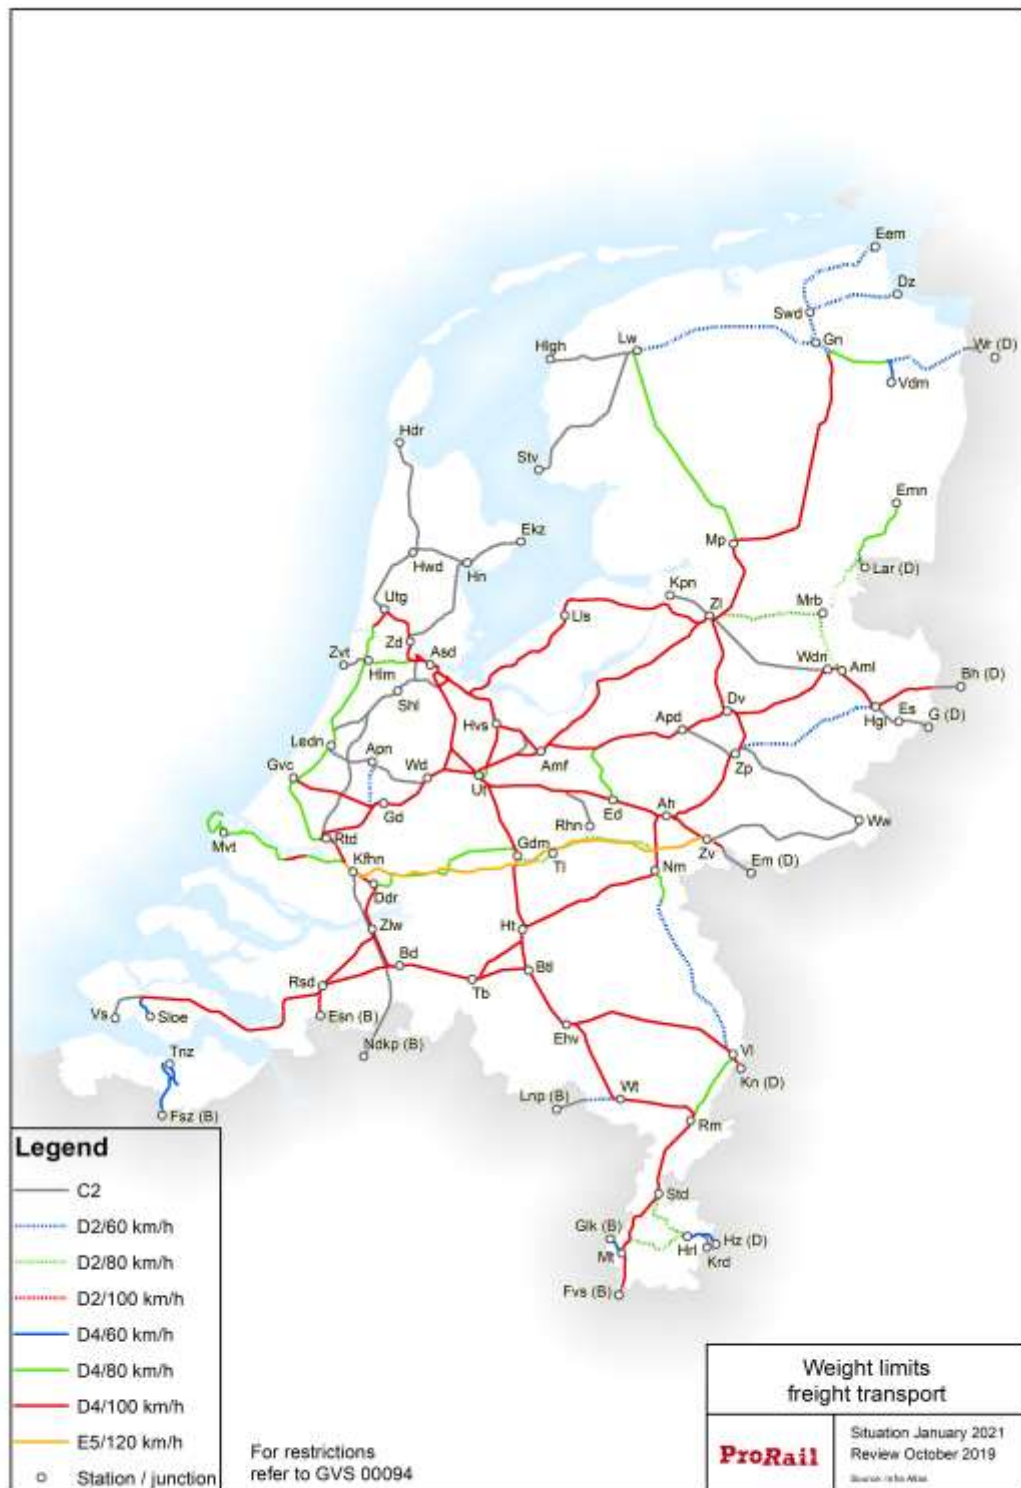 Eem
Dz
Swd
Gn
Lw
Hlgh
Wr (D)
Vdm
Hdr
Stv
Emn
Ekz
Mp
Hwd
Hn
Lar (D)
Kpn
Utg
Lls
Zl
Mrb
Zd
Zvt
Asd
Hlm
Wdn
Aml
Bh (D)
Shl
Dv
Es
Hgl
G (D)
Hvs
Apd
Ledn
Apn
Amf
Zp
Gvc
Wd
Ut
Gd
Ed
Ah
Rhn
Ww
Mvt
Rtd
Gdm
Zv
Kfhn
Tl
Nm
Em (D)
Ddr
Zlw
Ht
Bd
Btl
Rsd
Tb
Vs
Sloe
Esn (B)
Ehv
Ndkp (B)
Tnz
Vl
Kn (D)
Wt
Lnp (B)
Fsz (B)
Rm
Std
Glk (B)
Hz (D)
Hrl
Mt
Krd
Fvs (B)
Legend
C2
D2/60 km/h
D2/80 km/h
D2/100 km/h
D4/60 km/h
D4/80 km/h
D4/100 km/h
E5/120 km/h
Station / junction
For restrictions
refer to GVS 00094
Weight limits
freight transport
ProRail
Situation January 2021
Review October 2019
Source: Infra Atlas